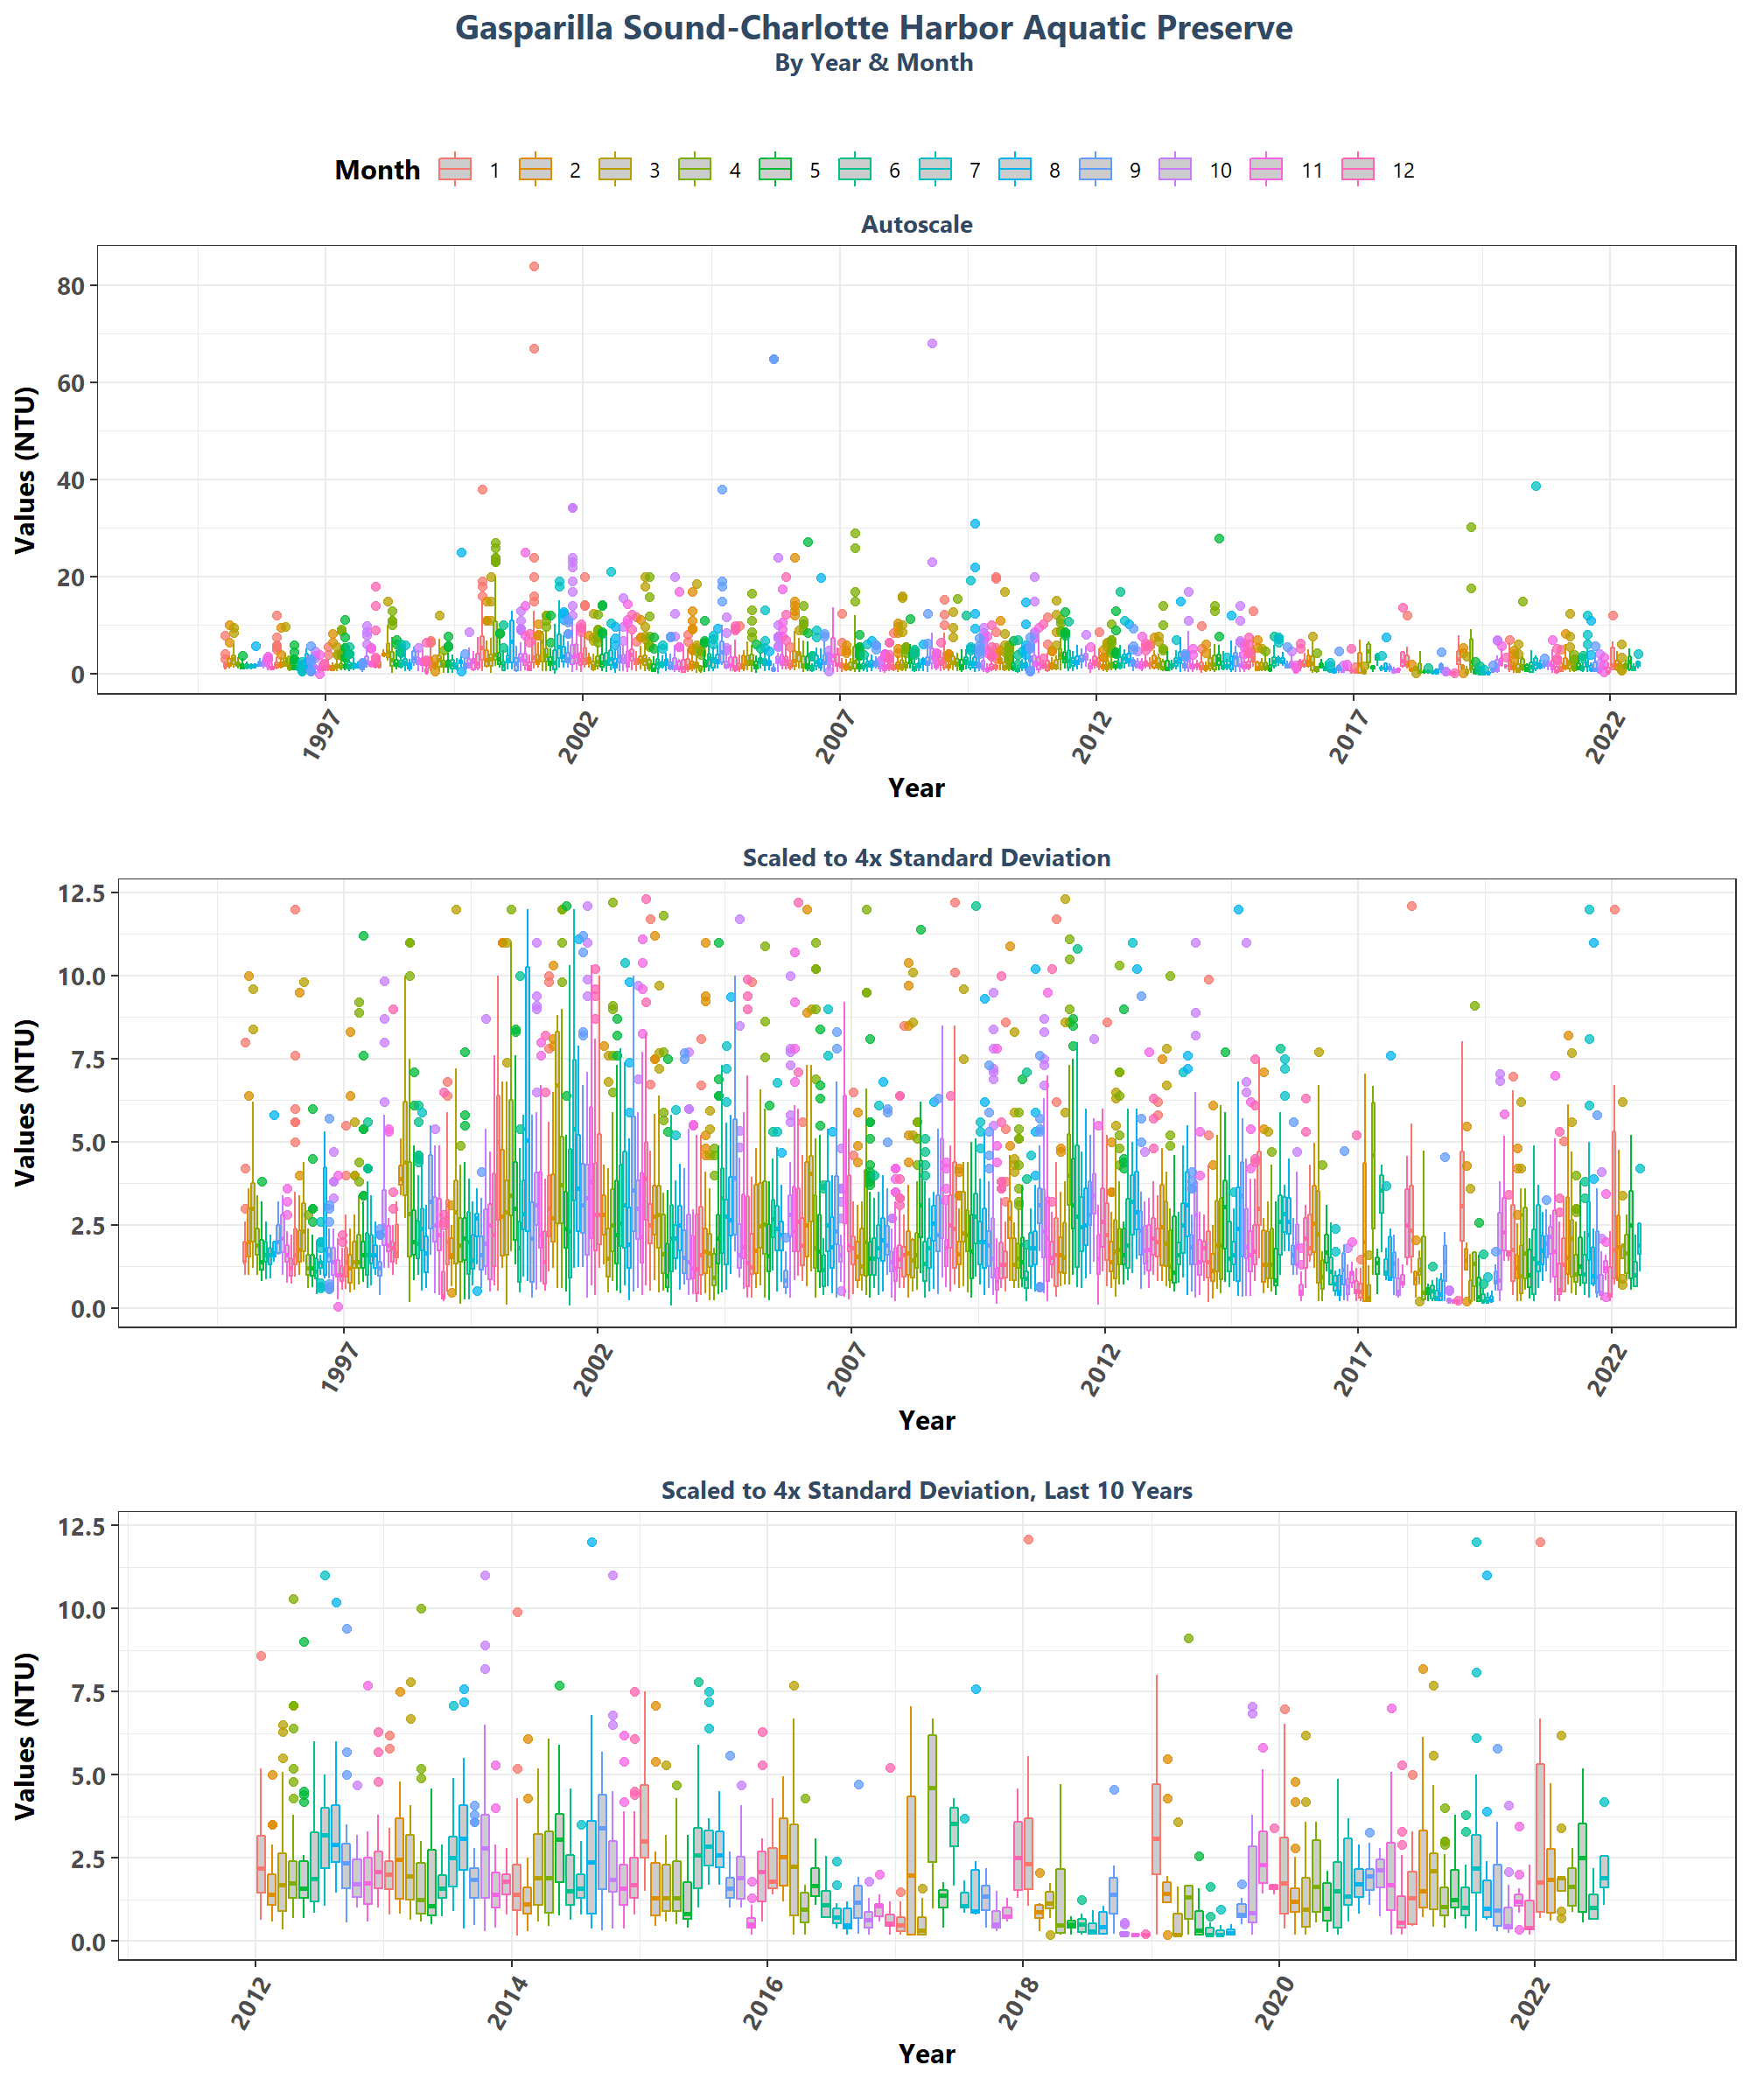 Gasparilla Sound-Charlotte Harbor Aquatic Preserve
By Year & Month
Month 1 2 3 4 5 6 7 8 9 10 11 12
Autoscale
Values (NTU)
80
60
40
20
0
1997 2002 2007 2012 2017 2022
Year
Scaled to 4x Standard Deviation
Values (NTU)
12.5
10.0
7.5
5.0
2.5
0.0
1997 2002 2007 2012 2017 2022
Year
Scaled to 4x Standard Deviation, Last 10 Years
Values (NTU)
12.5
10.0
7.5
5.0
2.5
0.0
2012 2014 2016 2018 2020 2022
Year